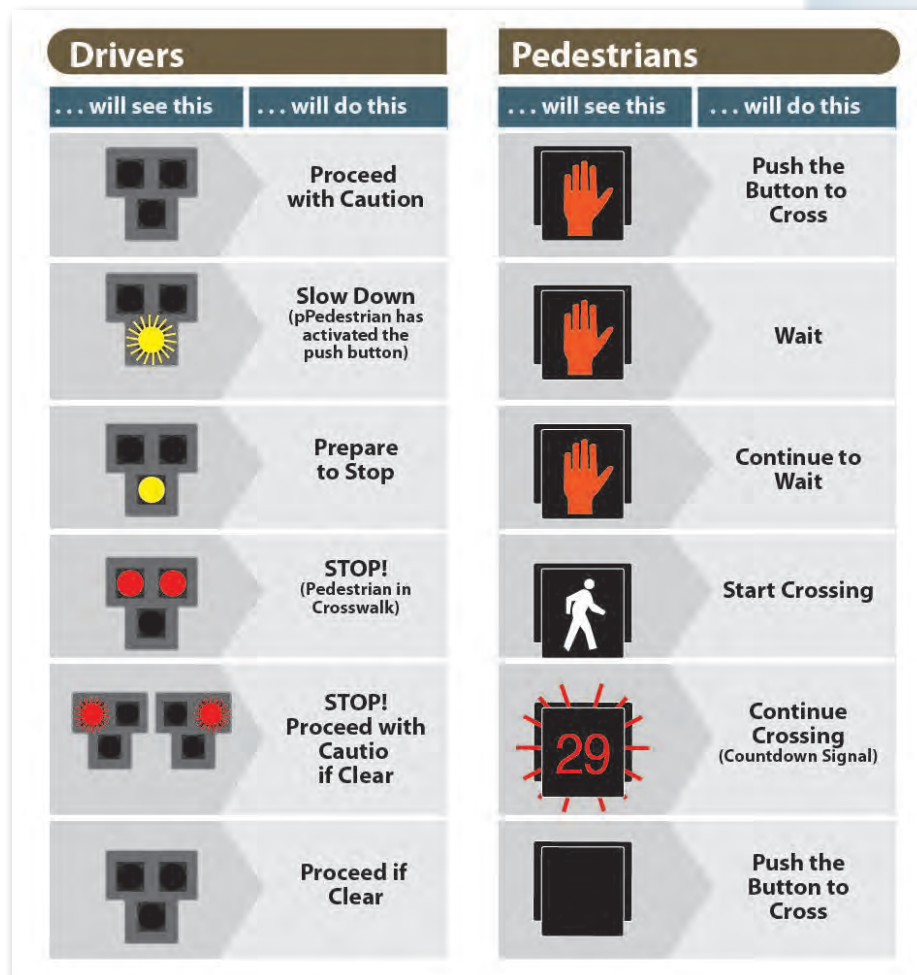 Drivers
. . . will see this
. . . will do this
Proceed
with Caution
Slow Down
(pPedestrian has
activated the
push button)
Prepare
to Stop
STOP!
(Pedestrian in
Crosswalk)
STOP!
Proceed with
Cautio
if Clear
Proceed if
Clear
Pedestrians
. . . will see this
. . . will do this
Push the
Button to
Cross
Wait
Continue to
Wait
Start Crossing
29
Continue
Crossing
(Countdown Signal)
Push the
Button to
Cross